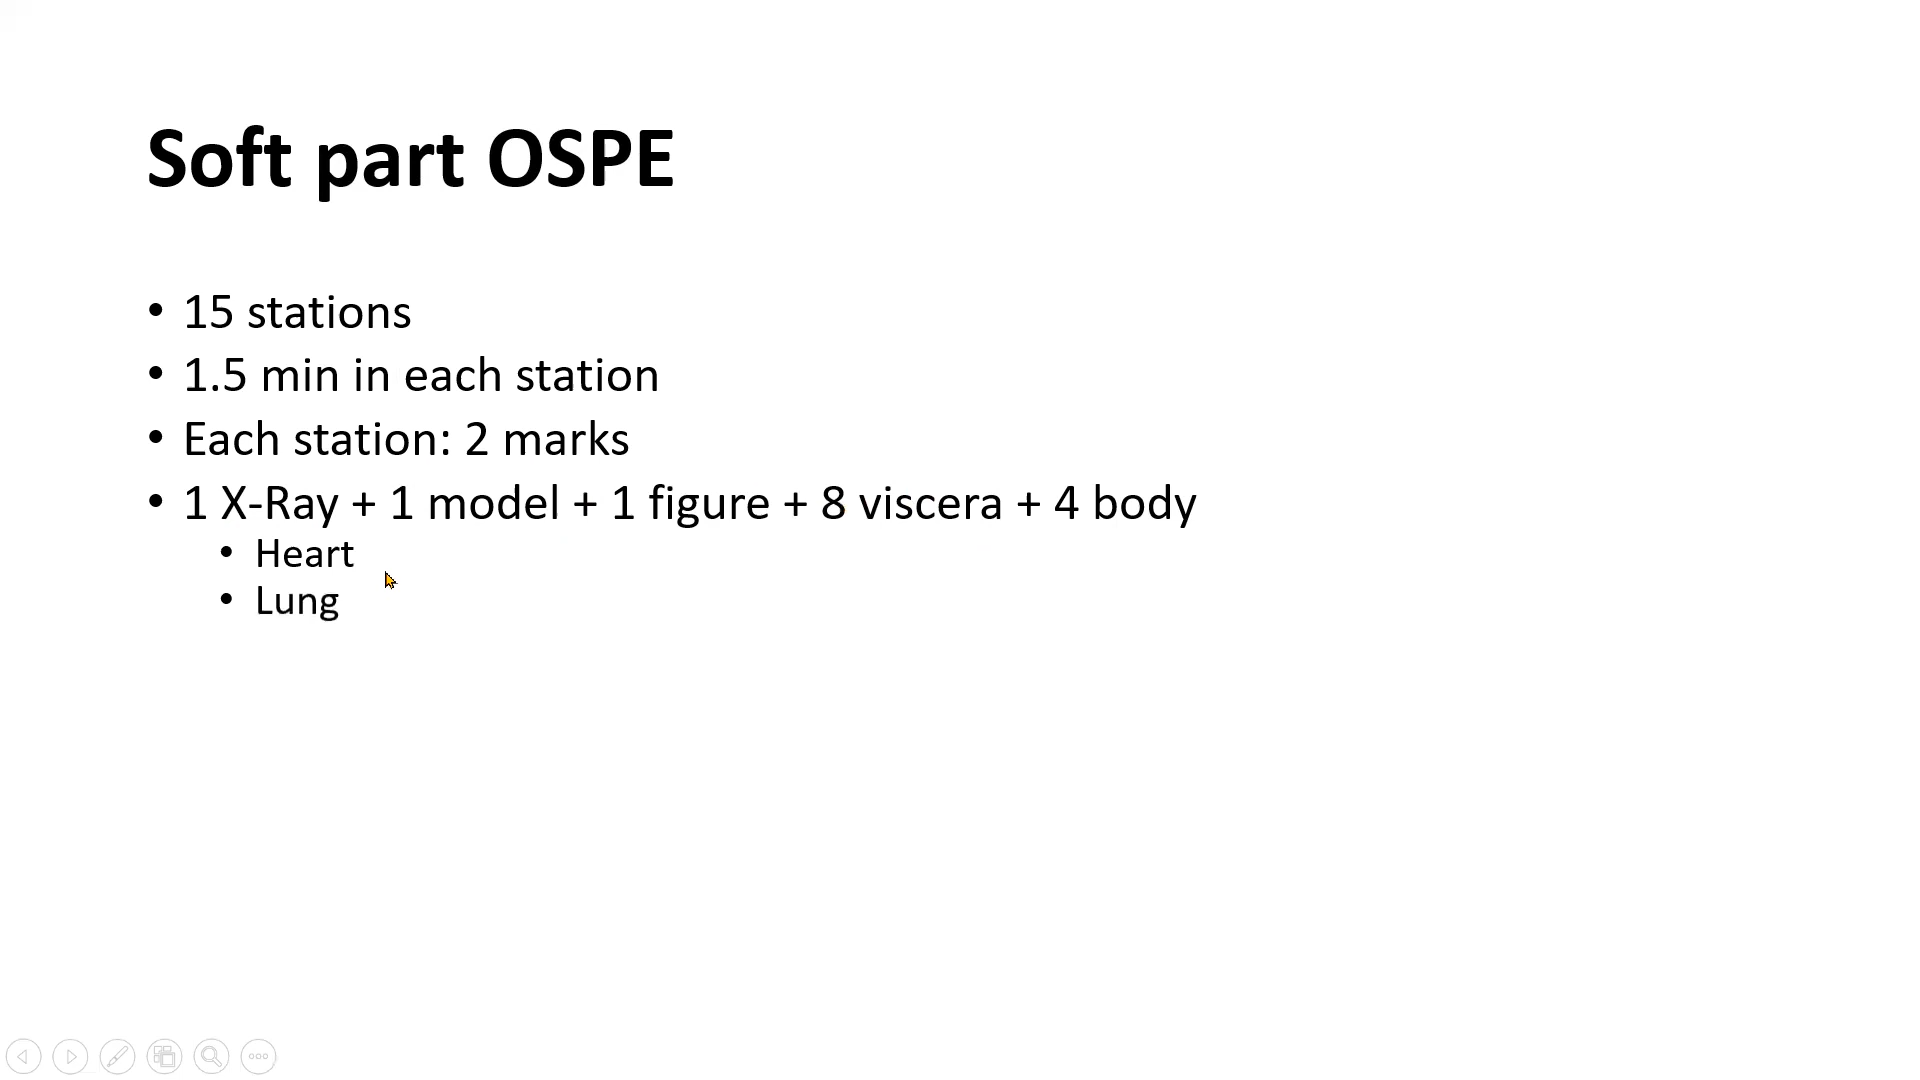 Soft part OSPE
• 15 stations
• 1.5 min in each station
• Each station: 2 marks
• 1 X-Ray + 1 model + 1 figure + 8 viscera + 4 body
• Heart
• Lung